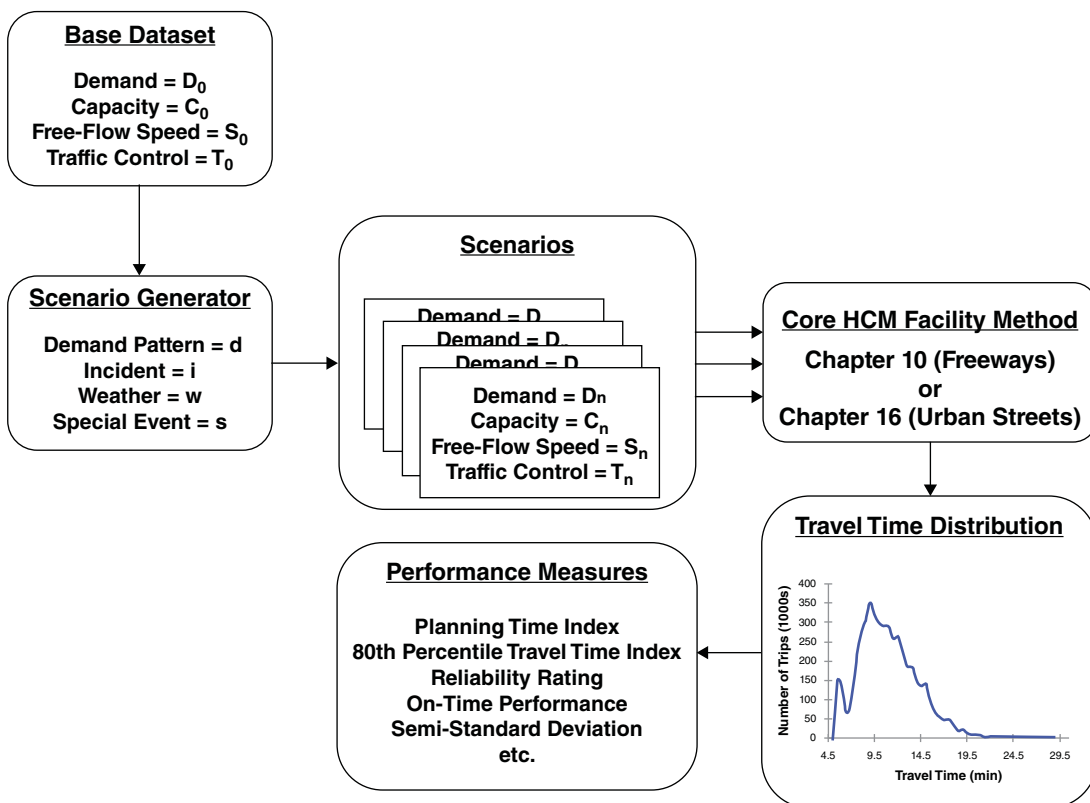 Base Dataset
Demand = D0
Capacity = C0
Free-Flow Speed = S0
Traffic Control = T0
Scenario Generator
Demand Pattern = d
Incident = i
Weather = w
Special Event = s
Scenarios
Demand = D
Demand = D
Demand = D
Demand = Dn
Capacity = Cn
Free-Flow Speed = Sn
Traffic Control = Tn
Core HCM Facility Method
Chapter 10 (Freeways)
or
Chapter 16 (Urban Streets)
Travel Time Distribution
Number of Trips (1000s)
400
350
300
250
200
150
100
50
0
4.5 9.5 14.5 19.5 24.5 29.5
Travel Time (min)
Performance Measures
Planning Time Index
80th Percentile Travel Time Index
Reliability Rating
On-Time Performance
Semi-Standard Deviation
etc.